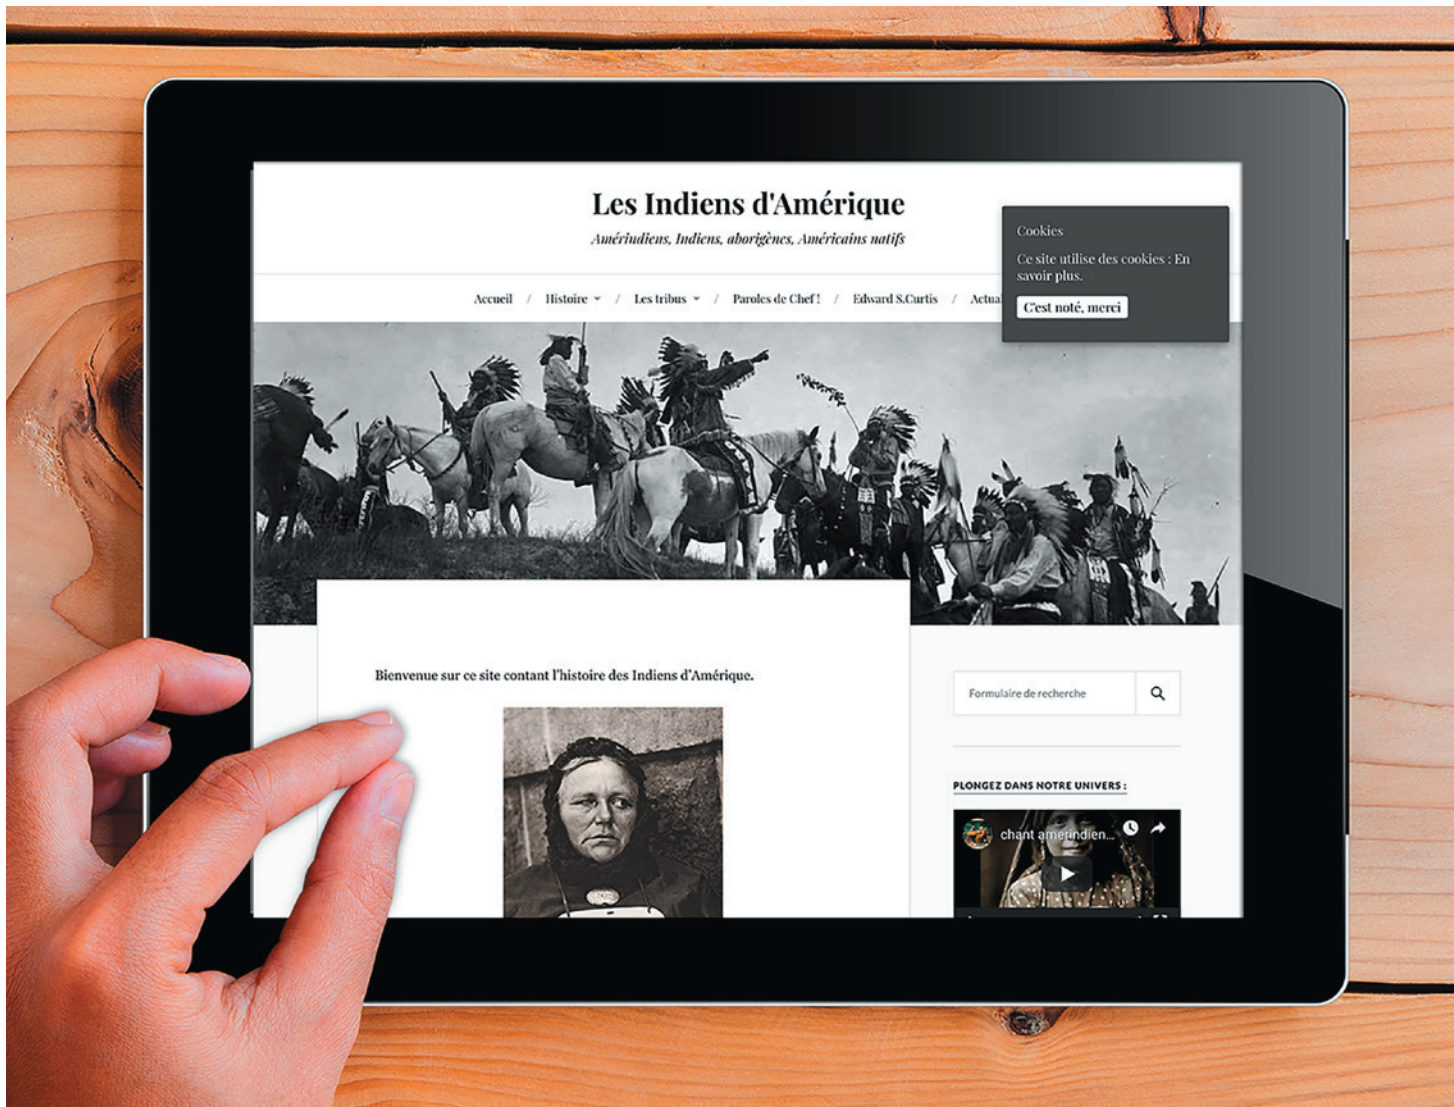 Les Indiens d'Amérique
Amérindiens, Indiens, aborigènes, Américains natifs
Cookies
Ce site utilise des cookies : En
savoir plus.
C'est noté, merci
Accueil / Histoire / Les tribus / Paroles de Chef ! / Edward S.Curtis / Actual
Bienvenue sur ce site contant l'histoire des Indiens d'Amérique.
Formulaire de recherche
PLONGEZ DANS NOTRE UNIVERS :
chant amerindien...